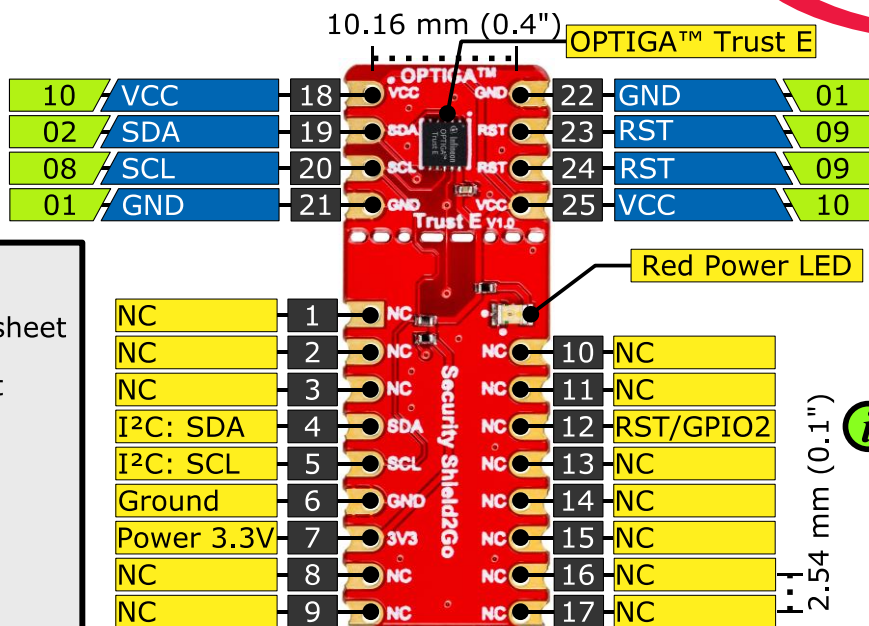 10.16 mm (0.4")
OPTIGA™ Trust E
OPTIGA™
10 VCC 18 VCC GND 22 GND 01
02 SDA 19 SDA RST 23 RST 09
Infineon
OPTIGA™
Trust E
08 SCL 20 SCL RST 24 RST 09
01 GND 21 GND VCC 25 VCC 10
Trust E V1.0
Red Power LED
sheet
t
NC 1 NC
NC 2 NC NC 10 NC
NC 3 NC NC 11 NC
I²C: SDA 4 SDA NC 12 RST/GPIO2
I²C: SCL 5 SCL NC 13 NC
Ground 6 GND NC 14 NC
Power 3.3V 7 3V3 NC 15 NC
NC 8 NC NC 16 NC
NC 9 NC NC 17 NC
Security Shield2Go
2.54 mm (0.1")
i